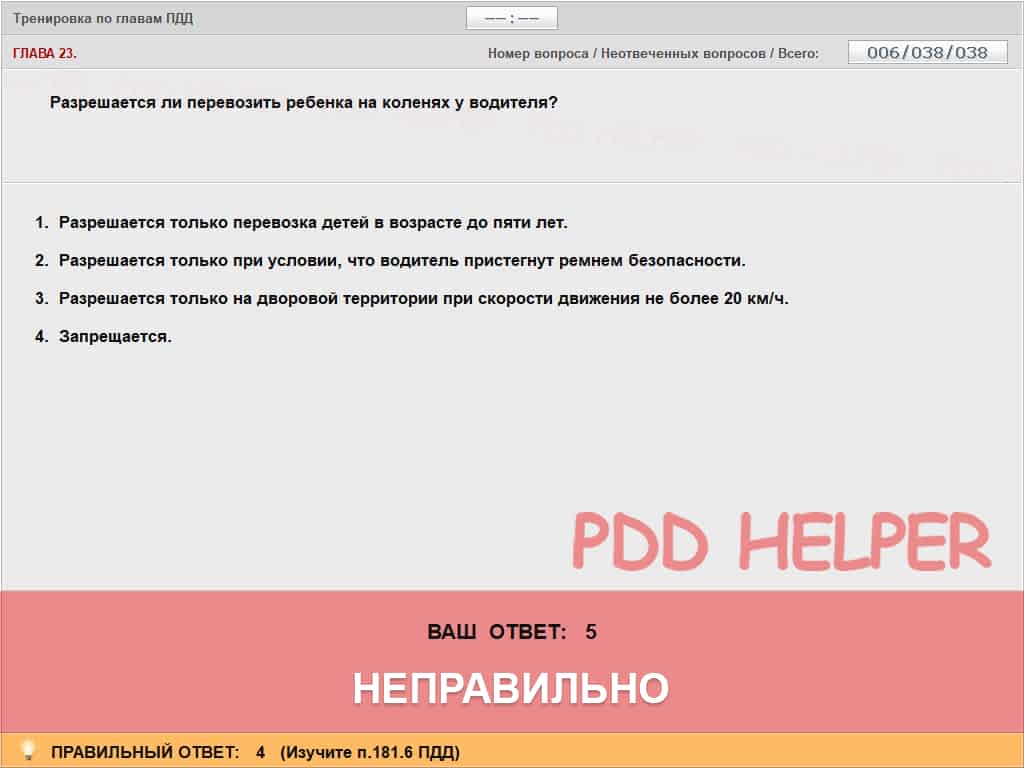 Тренировка по главам ПДД
–– : ––
ГЛАВА 23.
Номер вопроса / Неотвеченных вопросов / Всего: 006/038/038
Разрешается ли перевозить ребенка на коленях у водителя?
1. Разрешается только перевозка детей в возрасте до пяти лет.
2. Разрешается только при условии, что водитель пристегнут ремнем безопасности.
3. Разрешается только на дворовой территории при скорости движения не более 20 км/ч.
4. Запрещается.
PDD HELPER
ВАШ ОТВЕТ: 5
НЕПРАВИЛЬНО
ПРАВИЛЬНЫЙ ОТВЕТ: 4 (Изучите п.181.6 ПДД)